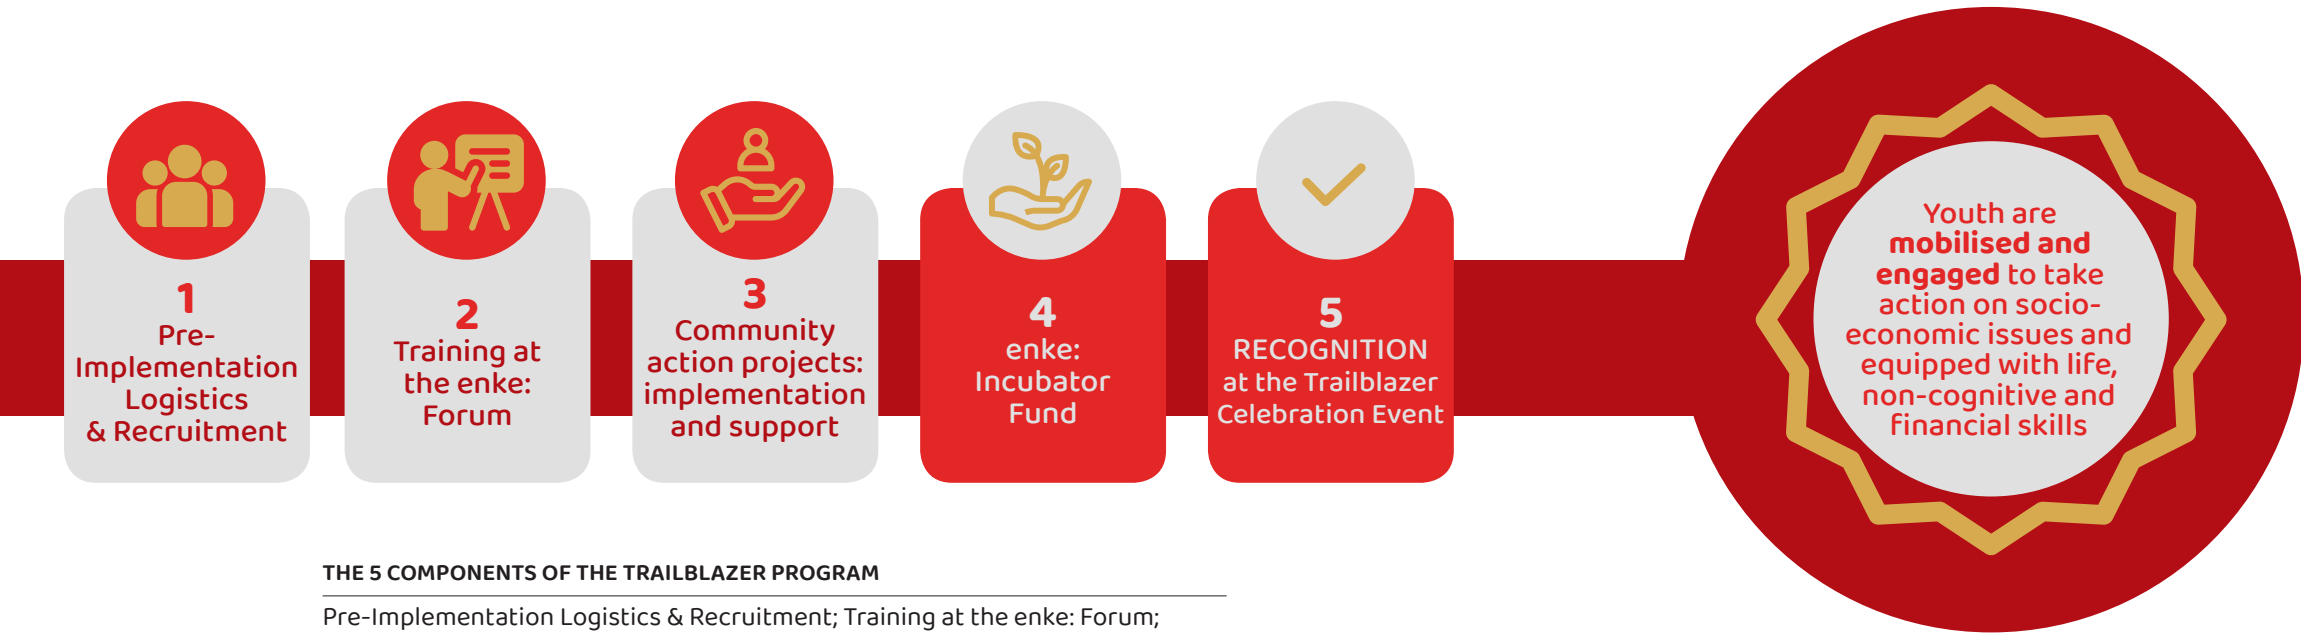 1
Pre-
Implementation
Logistics
& Recruitment
2
Training at
the enke:
Forum
3
Community
action projects:
implementation
and support
4
enke:
Incubator
Fund
5
RECOGNITION
at the Trailblazer
Celebration Event
Youth are
mobilised and
engaged to take
action on socio-
economic issues and
equipped with life,
non-cognitive and
financial skills
THE 5 COMPONENTS OF THE TRAILBLAZER PROGRAM
Pre-Implementation Logistics & Recruitment; Training at the enke: Forum;